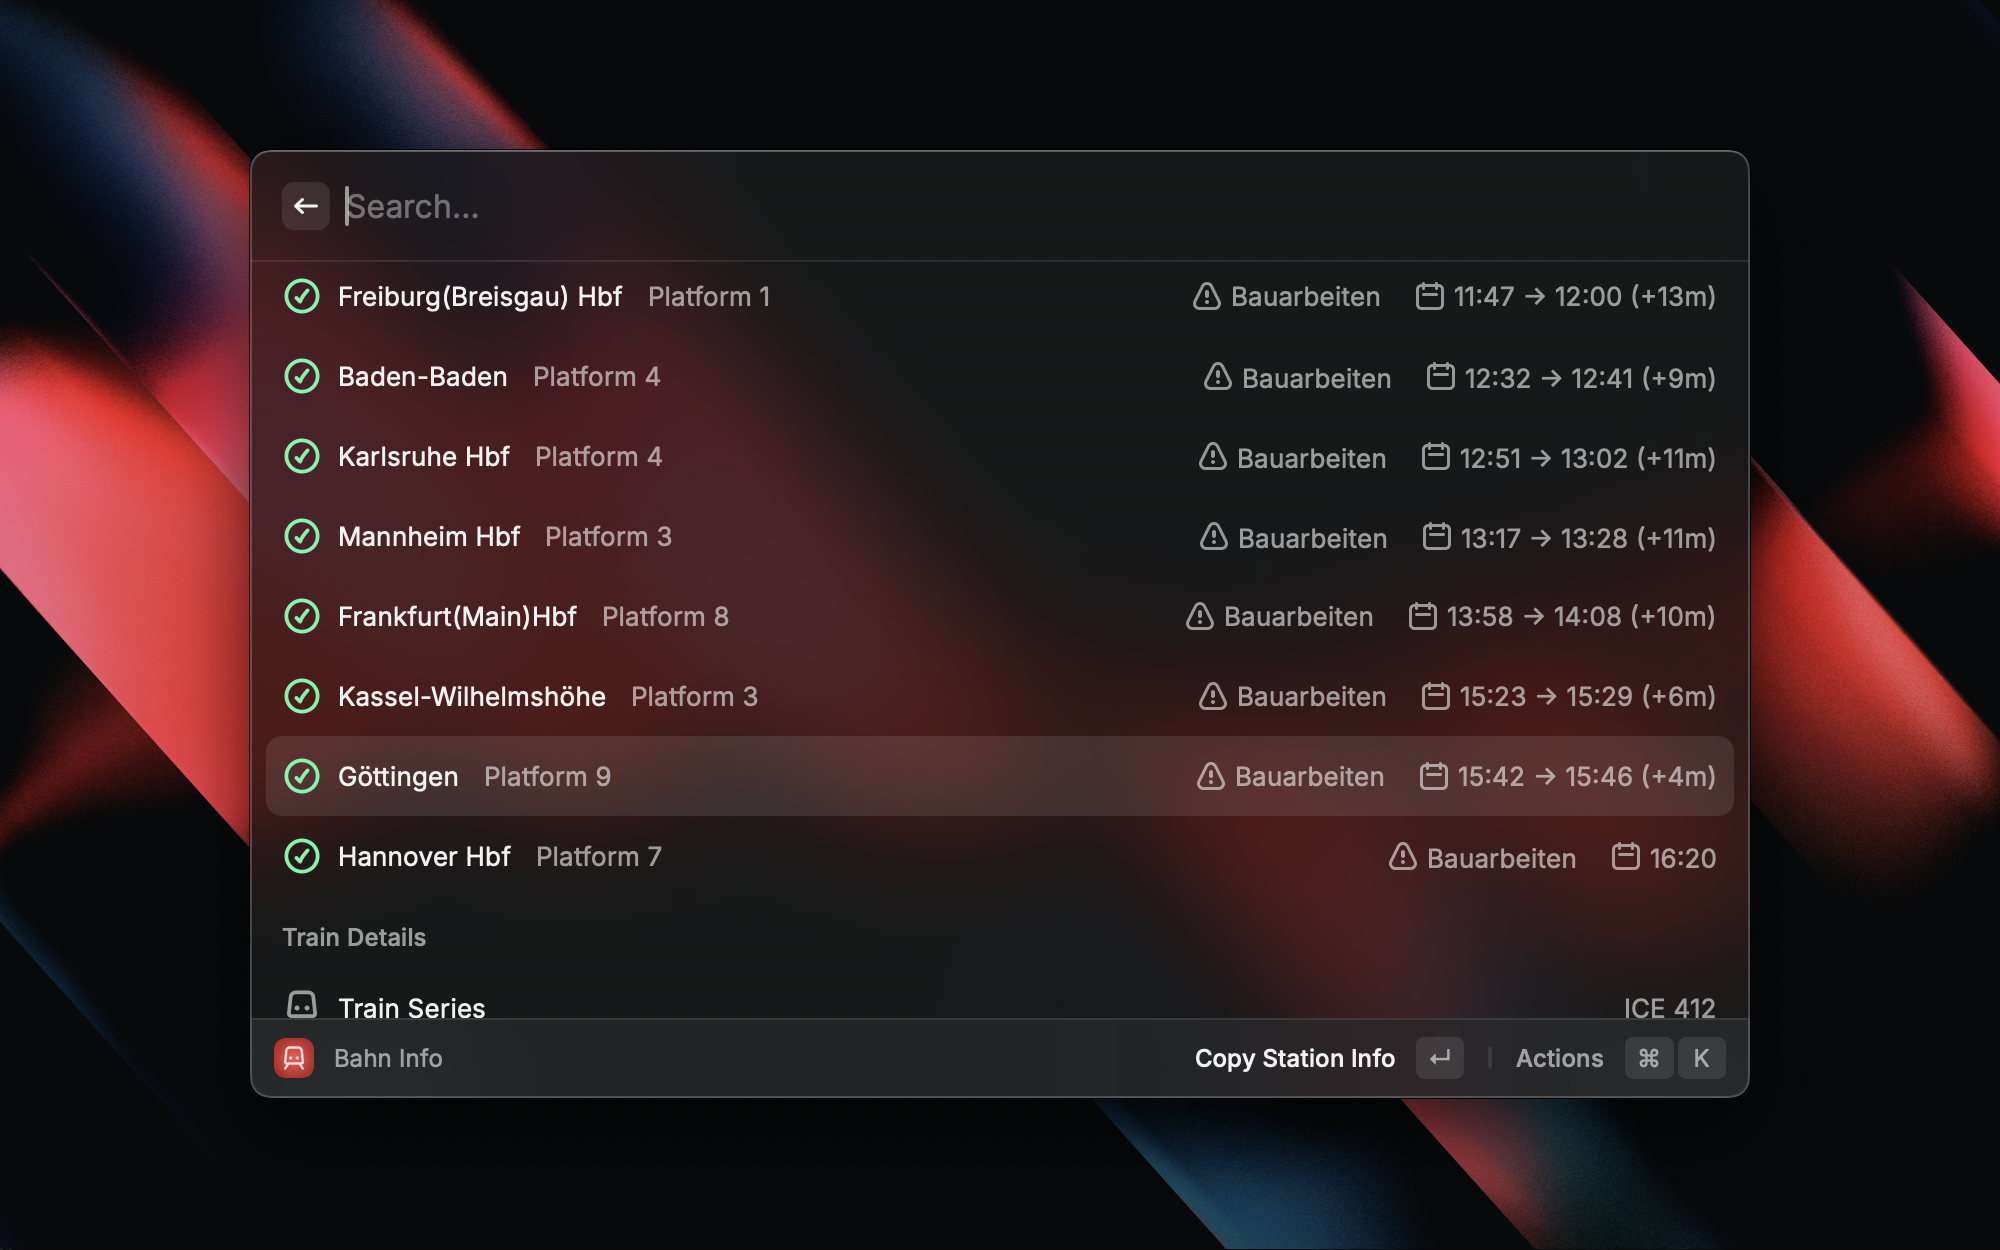 Search...
Freiburg(Breisgau) Hbf Platform 1 Bauarbeiten 11:47 → 12:00 (+13m)
Baden-Baden Platform 4 Bauarbeiten 12:32 → 12:41 (+9m)
Karlsruhe Hbf Platform 4 Bauarbeiten 12:51 → 13:02 (+11m)
Mannheim Hbf Platform 3 Bauarbeiten 13:17 → 13:28 (+11m)
Frankfurt(Main)Hbf Platform 8 Bauarbeiten 13:58 → 14:08 (+10m)
Kassel-Wilhelmshöhe Platform 3 Bauarbeiten 15:23 → 15:29 (+6m)
Göttingen Platform 9 Bauarbeiten 15:42 → 15:46 (+4m)
Hannover Hbf Platform 7 Bauarbeiten 16:20
Train Details
Train Series ICE 412
Bahn Info Copy Station Info ↵ Actions ⌘ K